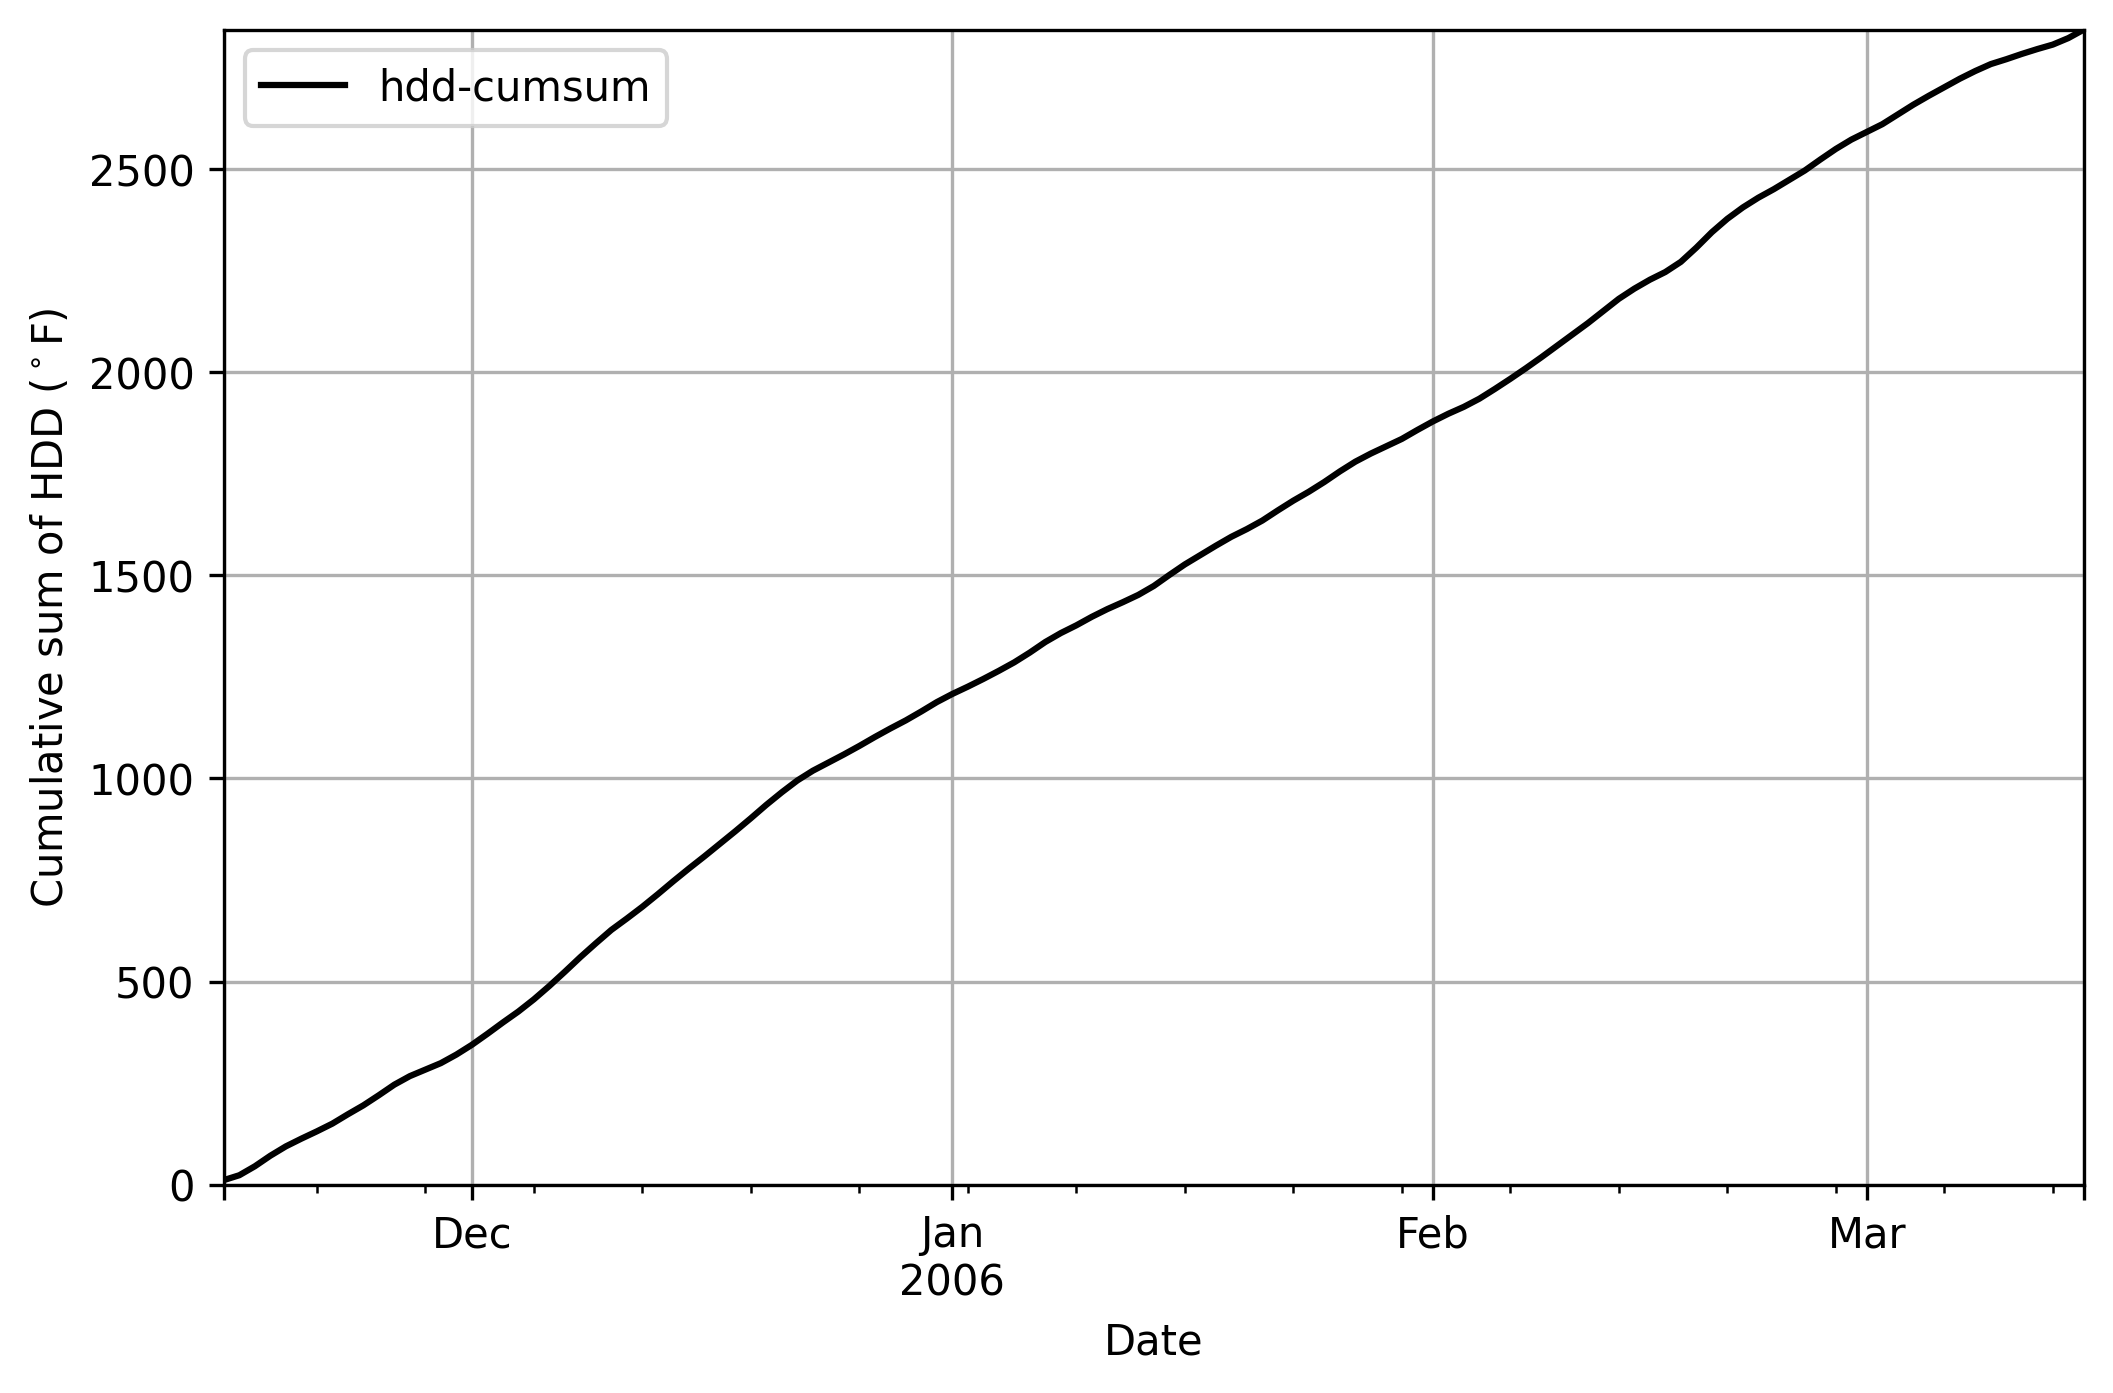 hdd-cumsum
Cumulative sum of HDD (°F)
2500
2000
1500
1000
500
0
Dec
Jan
2006
Feb
Mar
Date